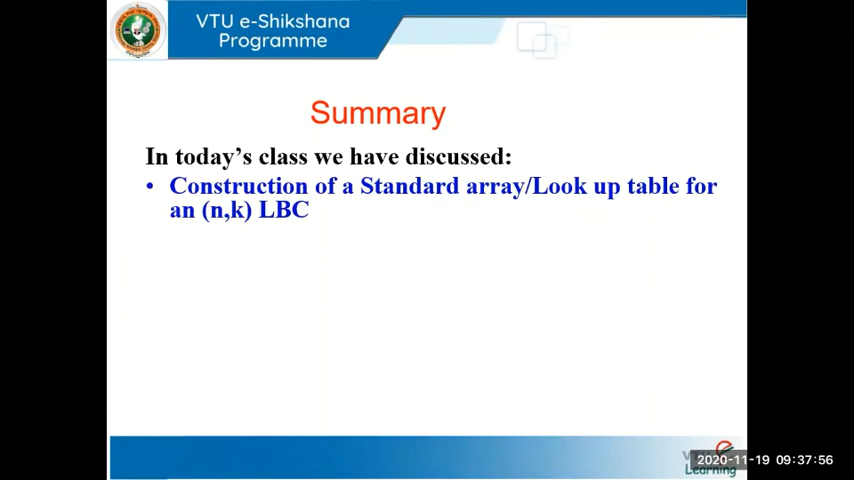 VTU e-Shikshana
Programme
Summary
In today's class we have discussed:
• Construction of a Standard array/Look up table for
an (n,k) LBC
2020-11-19 09:37:56
Learning